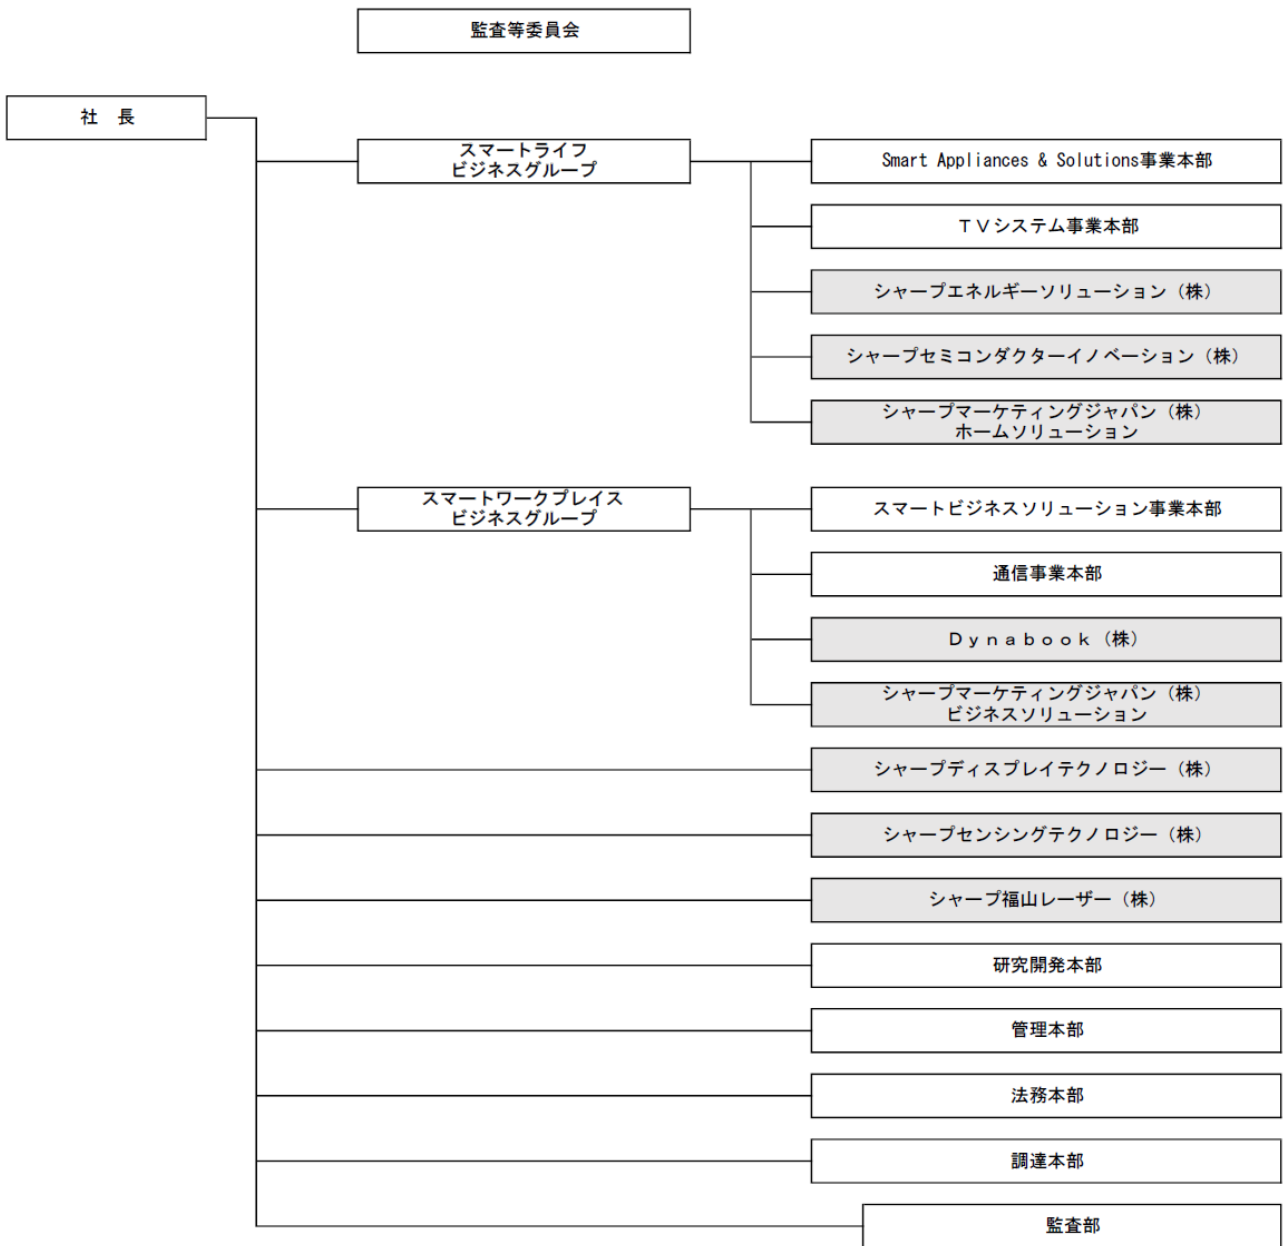 監査等委員会
社　長
スマートライフ
ビジネスグループ
Smart Appliances & Solutions事業本部
ＴＶシステム事業本部
シャープエネルギーソリューション（株）
シャープセミコンダクターイノベーション（株）
シャープマーケティングジャパン（株）
ホームソリューション
スマートワークプレイス
ビジネスグループ
スマートビジネスソリューション事業本部
通信事業本部
Ｄｙｎａｂｏｏｋ（株）
シャープマーケティングジャパン（株）
ビジネスソリューション
シャープディスプレイテクノロジー（株）
シャープセンシングテクノロジー（株）
シャープ福山レーザー（株）
研究開発本部
管理本部
法務本部
調達本部
監査部